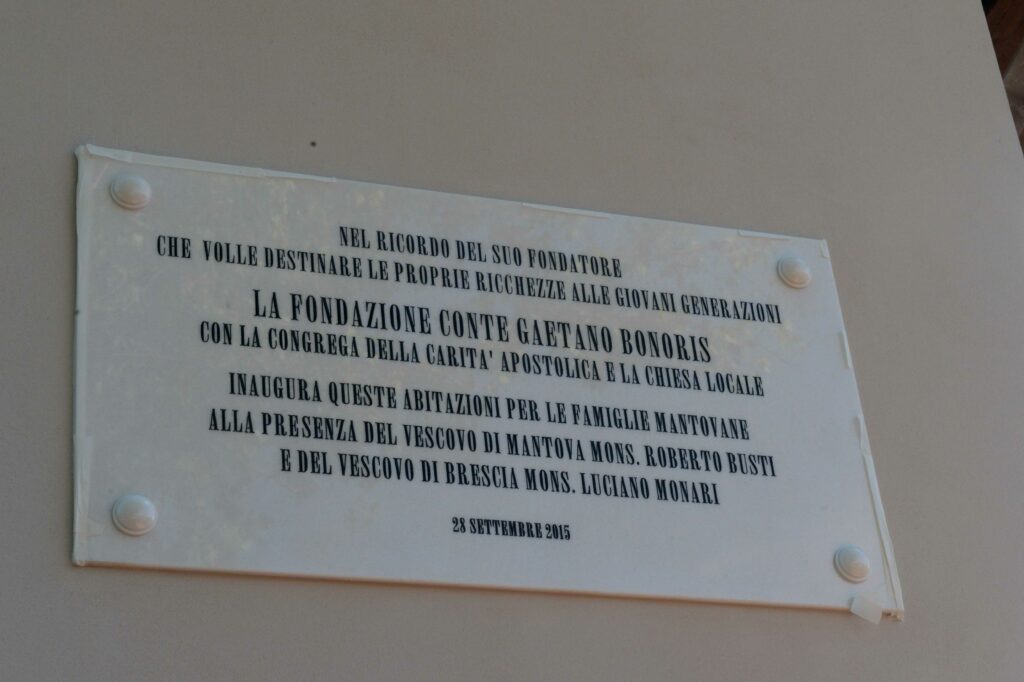 NEL RICORDO DEL SUO FONDATORE
CHE VOLLE DESTINARE LE PROPRIE RICCHEZZE ALLE GIOVANI GENERAZIONI
LA FONDAZIONE CONTE GAETANO BONORIS
CON LA CONGREGA DELLA CARITA' APOSTOLICA E LA CHIESA LOCALE
INAUGURA QUESTE ABITAZIONI PER LE FAMIGLIE MANTOVANE
ALLA PRESENZA DEL VESCOVO DI MANTOVA MONS. ROBERTO BUSTI
E DEL VESCOVO DI BRESCIA MONS. LUCIANO MONARI
28 SETTEMBRE 2015